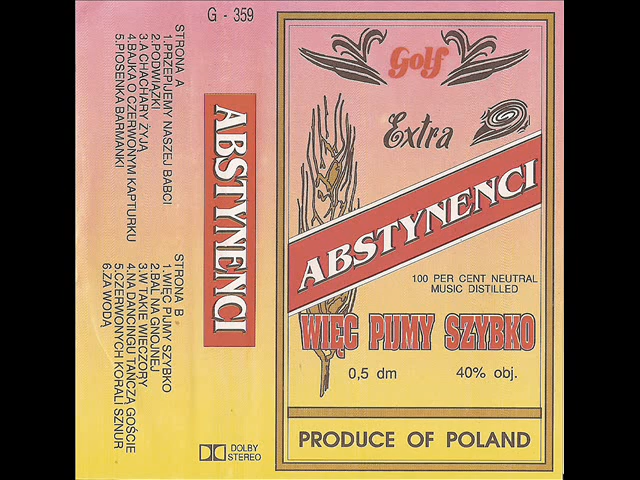 G - 359
STRONA A
1.PRZEPIJEMY NASZEJ BABCI
2.PODWIĄZKI
3.A CHACHARY ŻYJĄ
4.BAJKA O CZERWONYM KAPTURKU
5.PIOSENKA BARMANKI
STRONA B
1.WIĘC PIJMY SZYBKO
2.BAL NA GNOJNEJ
3.W TAKIE WIECZORY
4.NA DANCINGU TAŃCZĄ GOŚCIE
5.CZERWONYCH KORALI SZNUR
6.ZA WODĄ
ABSTYNENCI
DOLBY
STEREO
Golf
Extra
ABSTYNENCI
100 PER CENT NEUTRAL
MUSIC DISTILLED
WIĘC PIJMY SZYBKO
0,5 dm
40% obj.
PRODUCE OF POLAND